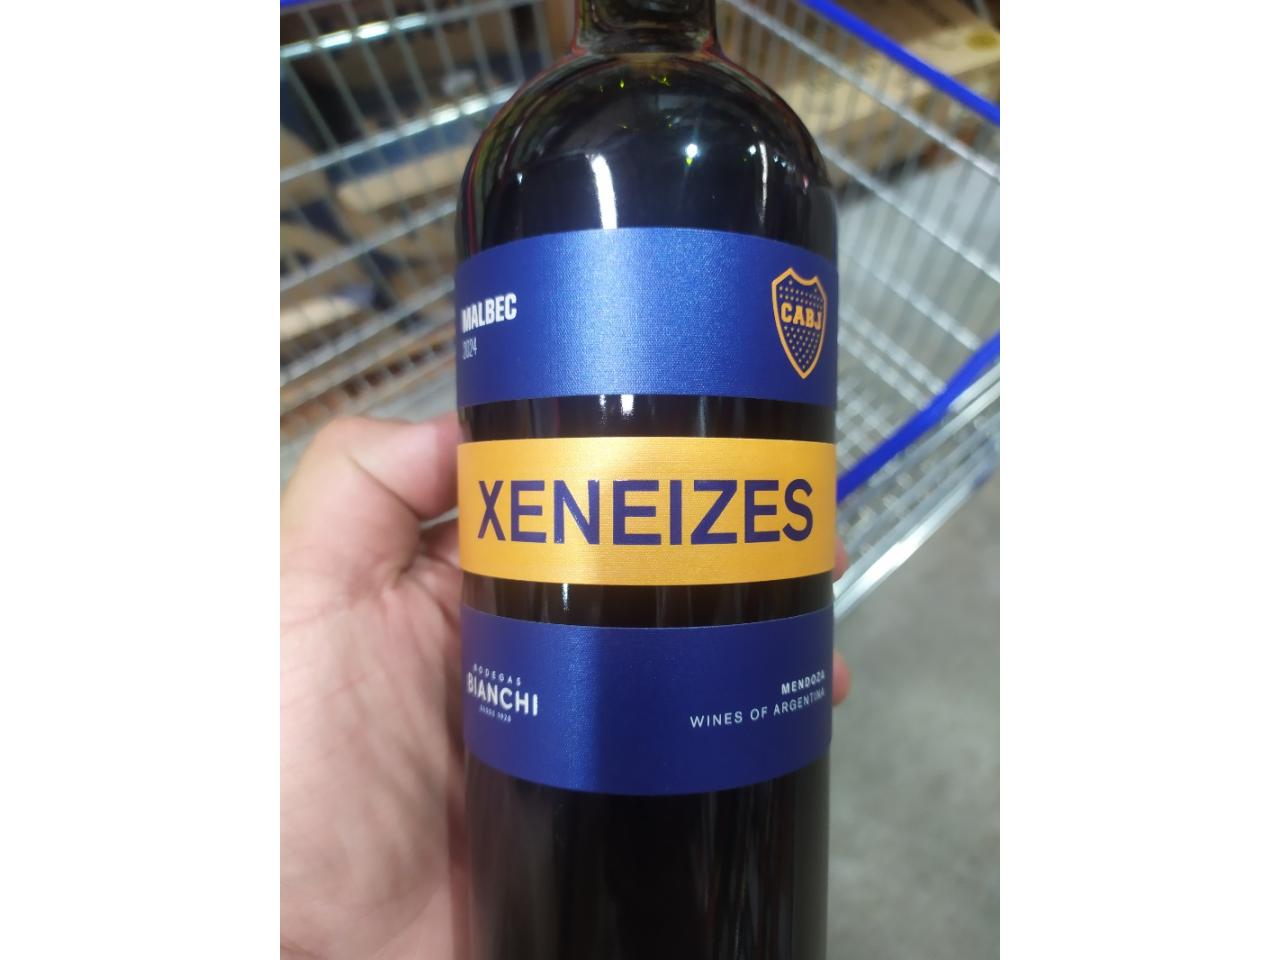 MALBEC
2024
CABJ
XENEIZES
BODEGAS
BIANCHI
DESDE 1928
MENDOZA
WINES OF ARGENTINA